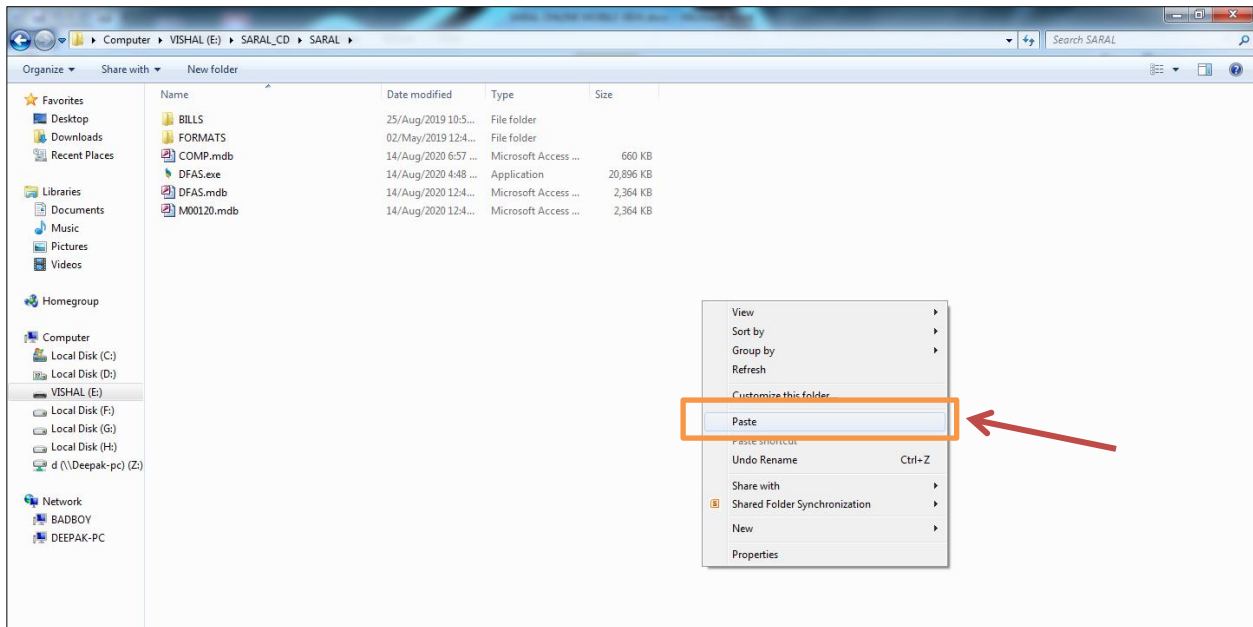 Computer ▸ VISHAL (E:) ▸ SARAL_CD ▸ SARAL ▸
Search SARAL
Organize
Share with
New folder
Favorites
Desktop
Downloads
Recent Places
Libraries
Documents
Music
Pictures
Videos
Homegroup
Computer
Local Disk (C:)
Local Disk (D:)
VISHAL (E:)
Local Disk (F:)
Local Disk (G:)
Local Disk (H:)
d (\\Deepak-pc) (Z:)
Network
BADBOY
DEEPAK-PC
Name Date modified Type Size
BILLS 25/Aug/2019 10:5... File folder
FORMATS 02/May/2019 12:4... File folder
COMP.mdb 14/Aug/2020 6:57 ... Microsoft Access ... 660 KB
DFAS.exe 14/Aug/2020 4:48 ... Application 20,896 KB
DFAS.mdb 14/Aug/2020 12:4... Microsoft Access ... 2,364 KB
M00120.mdb 14/Aug/2020 12:4... Microsoft Access ... 2,364 KB
View
Sort by
Group by
Refresh
Customize this folder...
Paste
Paste shortcut
Undo Rename Ctrl+Z
Share with
S Shared Folder Synchronization
New
Properties